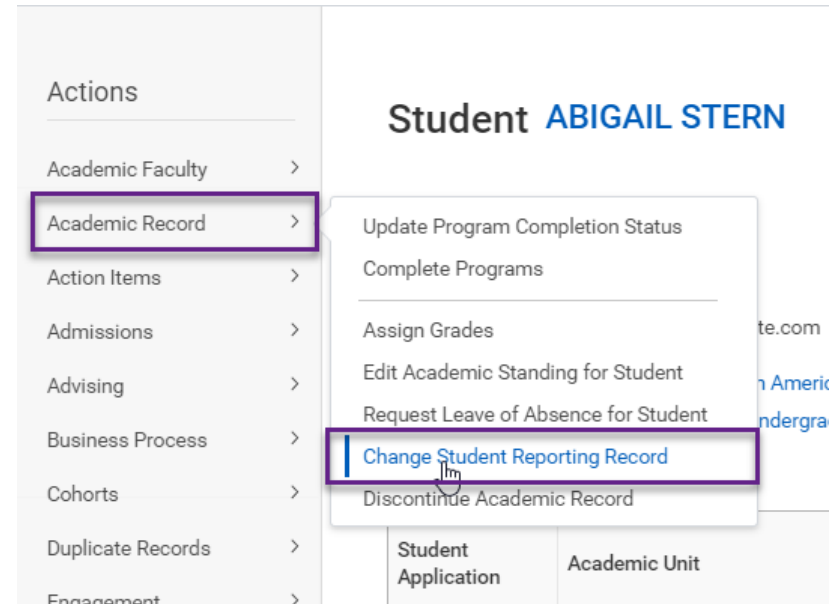 Actions
Student ABIGAIL STERN
Academic Faculty
Academic Record
Action Items
Admissions
Advising
Business Process
Cohorts
Duplicate Records
Engagement
Update Program Completion Status
Complete Programs
Assign Grades
Edit Academic Standing for Student
Request Leave of Absence for Student
Change Student Reporting Record
Discontinue Academic Record
te.com
Student
Application
Academic Unit